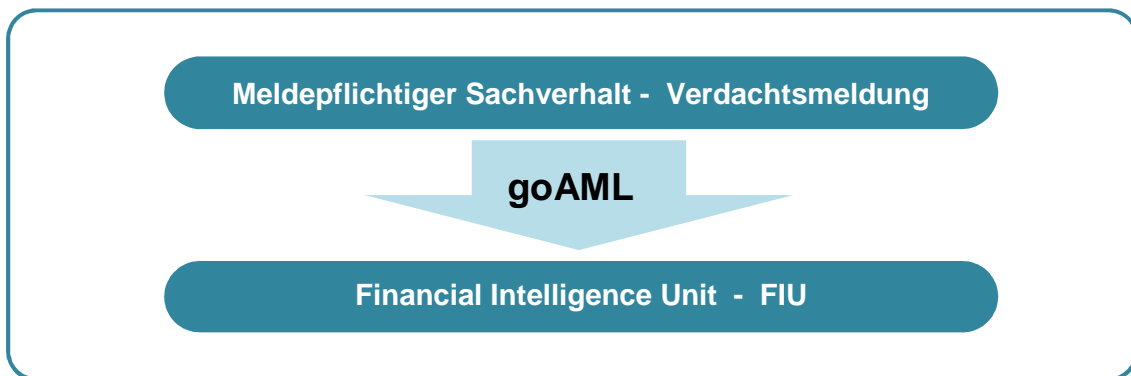 Meldepflichtiger Sachverhalt - Verdachtsmeldung
goAML
Financial Intelligence Unit - FIU